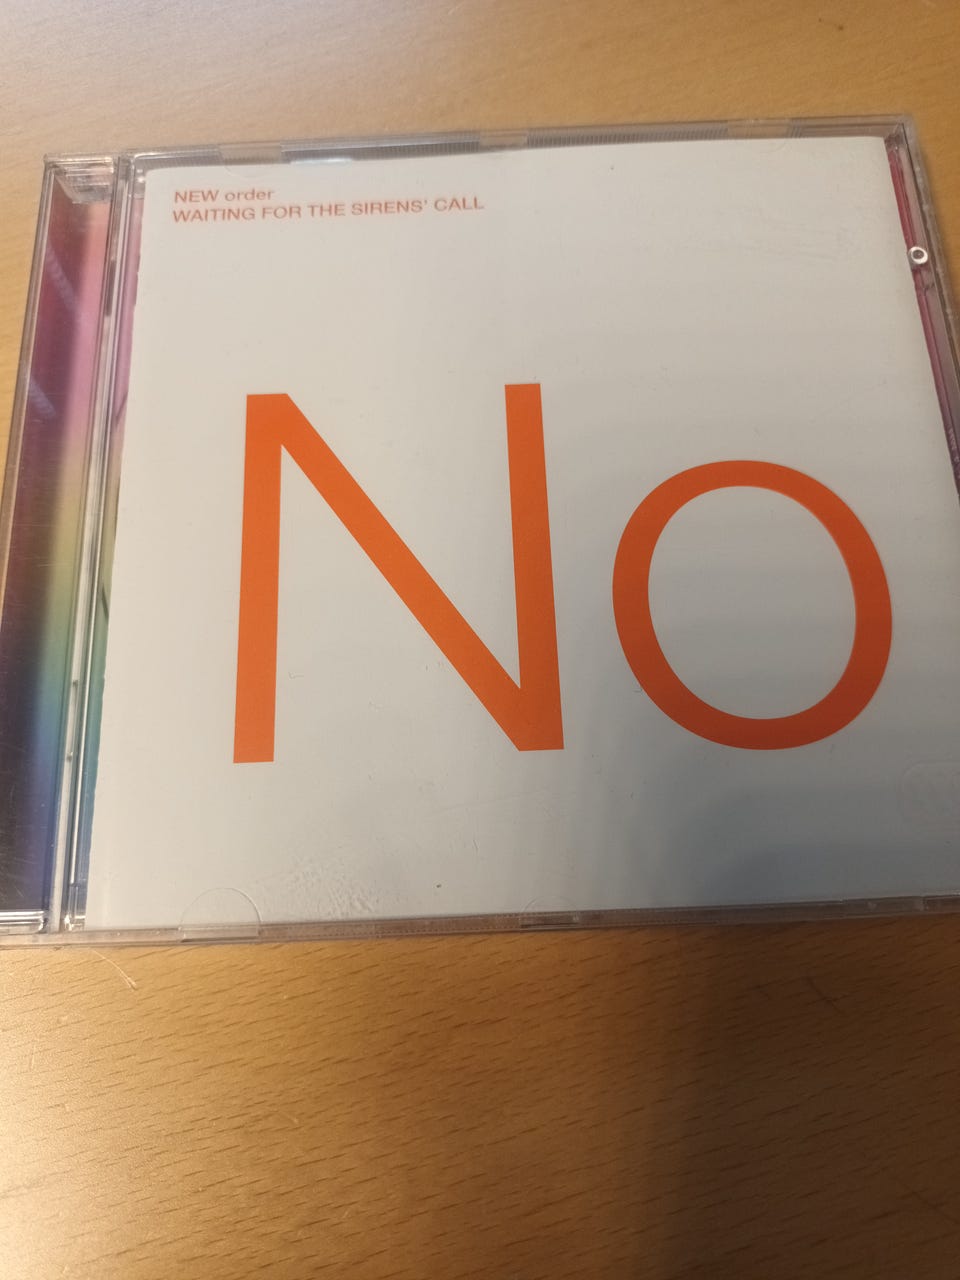 NEW order
WAITING FOR THE SIRENS' CALL
No